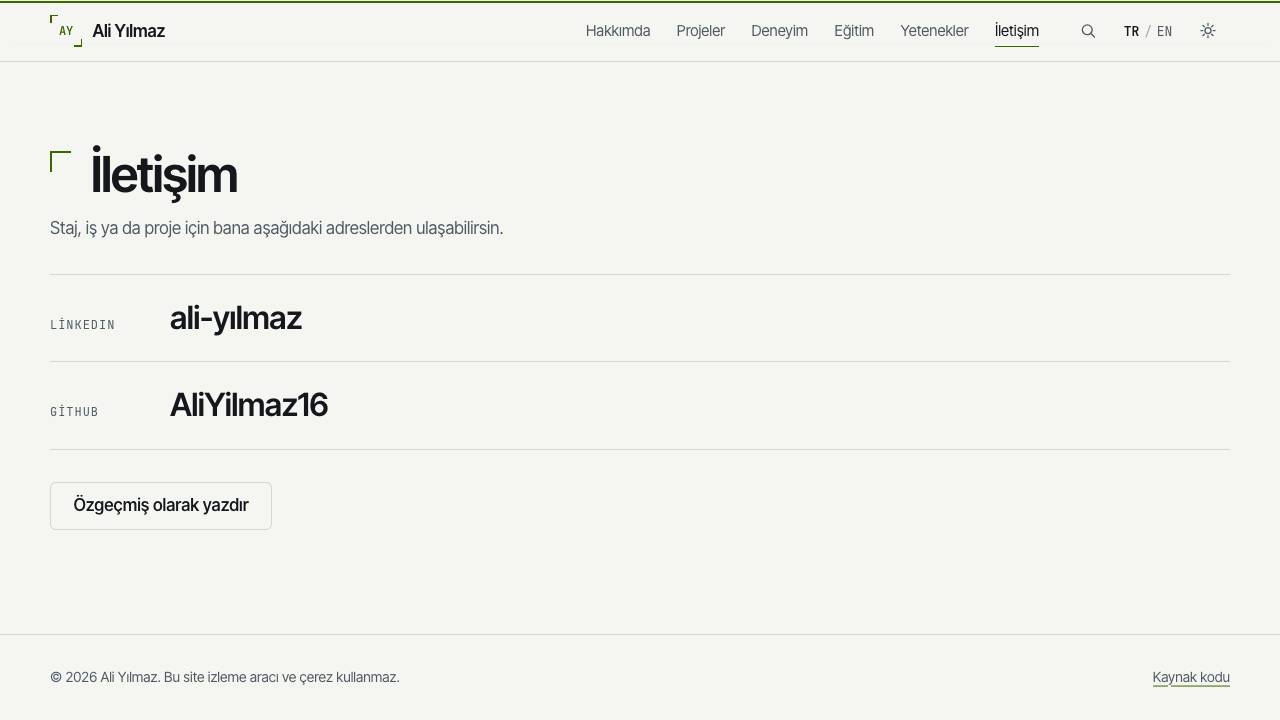 AY Ali Yılmaz Hakkımda Projeler Deneyim Eğitim Yetenekler İletişim TR / EN
İletişim
Staj, iş ya da proje için bana aşağıdaki adreslerden ulaşabilirsin.
LİNKEDIN ali-yılmaz
GİTHUB AliYilmaz16
Özgeçmiş olarak yazdır
© 2026 Ali Yılmaz. Bu site izleme aracı ve çerez kullanmaz. Kaynak kodu